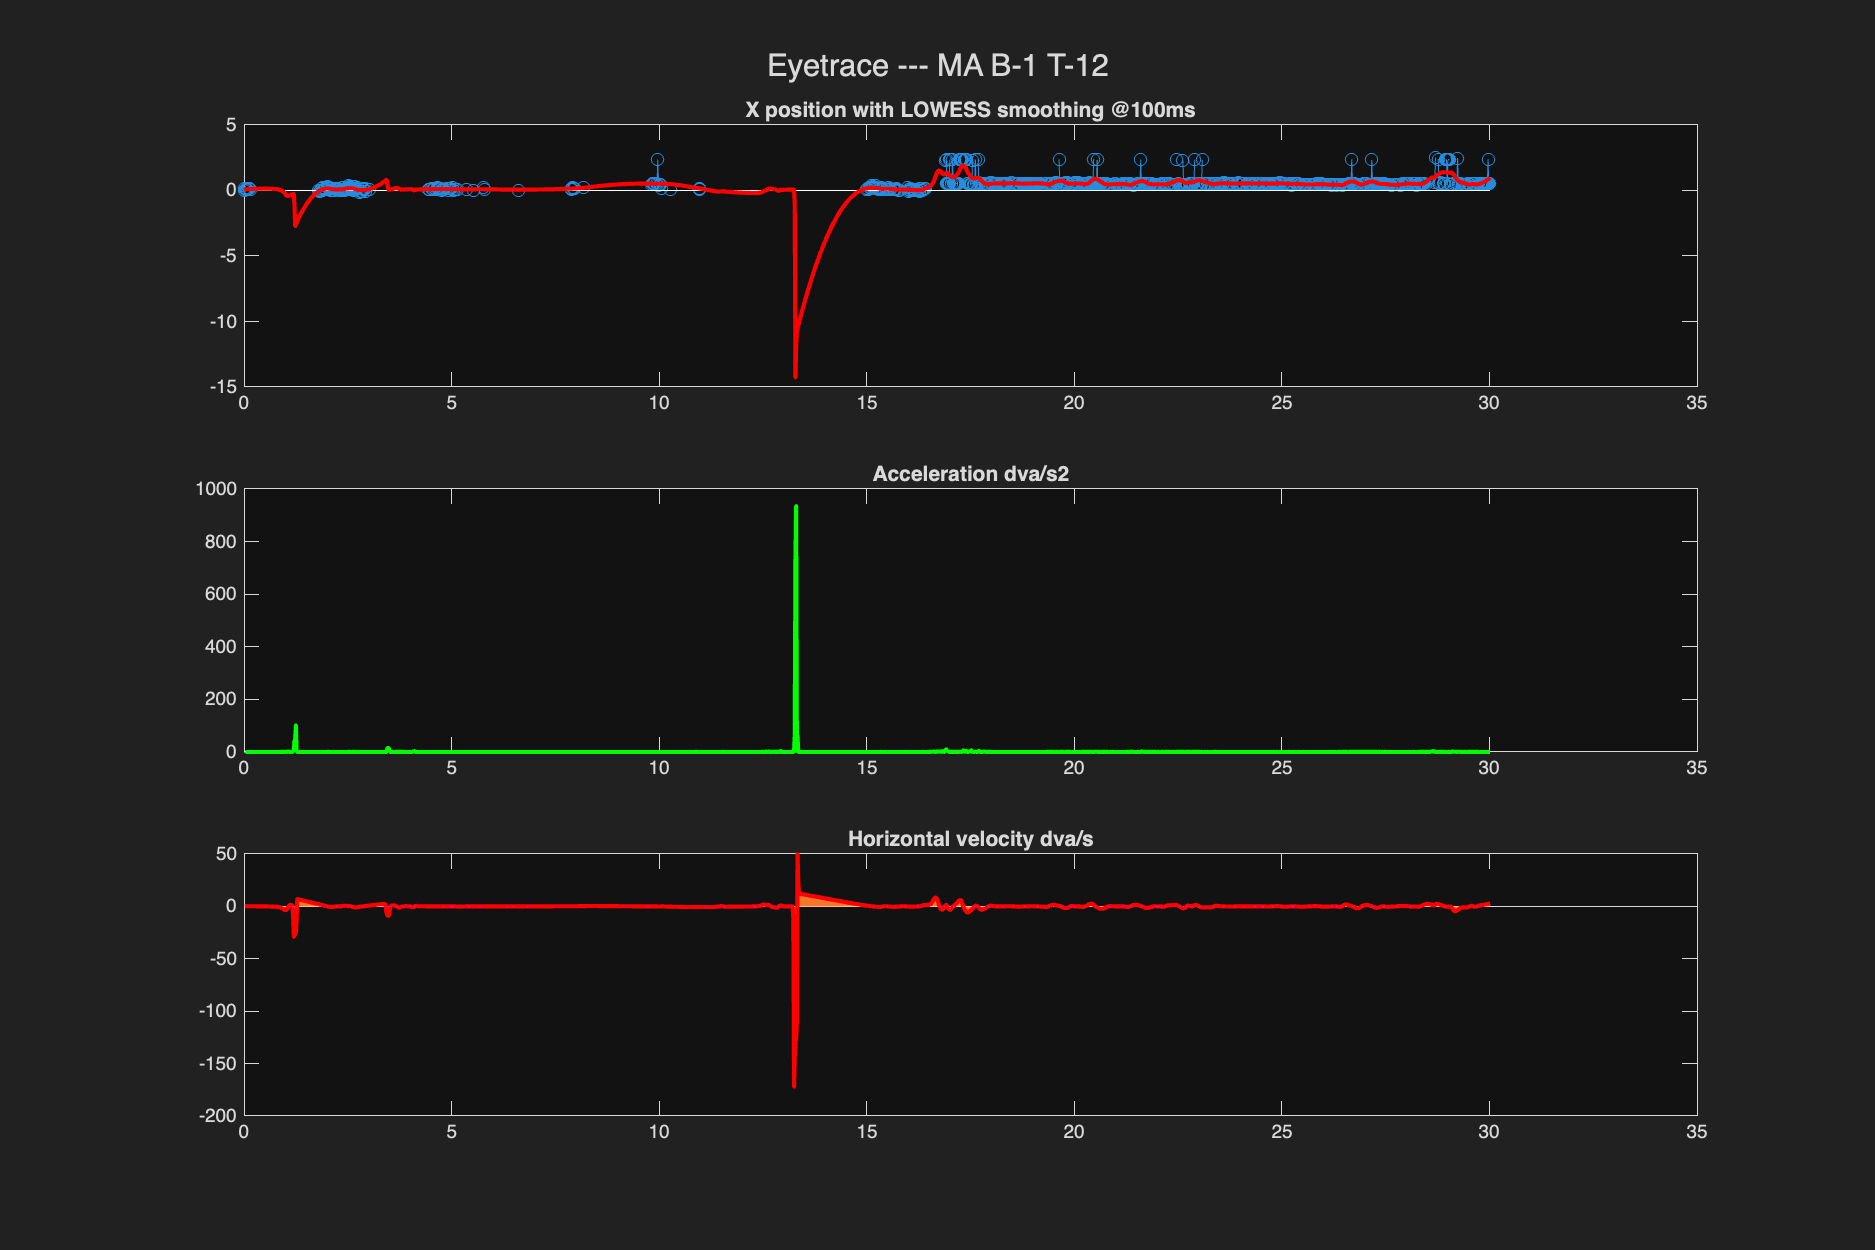 Eyetrace --- MA B-1 T-12
X position with LOWESS smoothing @100ms
5
0
-5
-10
-15
0 5 10 15 20 25 30 35
Acceleration dva/s2
1000
800
600
400
200
0
0 5 10 15 20 25 30 35
Horizontal velocity dva/s
50
0
-50
-100
-150
-200
0 5 10 15 20 25 30 35